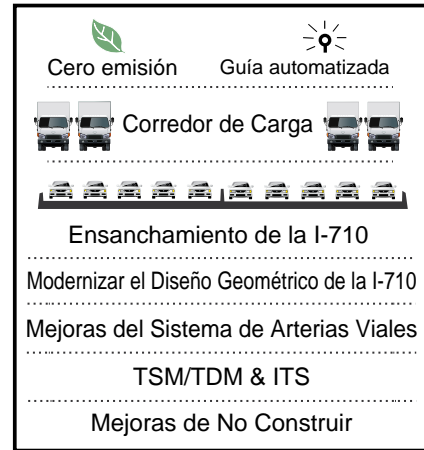 Cero emisión
Guía automatizada
Corredor de Carga
Ensanchamiento de la I-710
Modernizar el Diseño Geométrico de la I-710
Mejoras del Sistema de Arterias Viales
TSM/TDM & ITS
Mejoras de No Construir